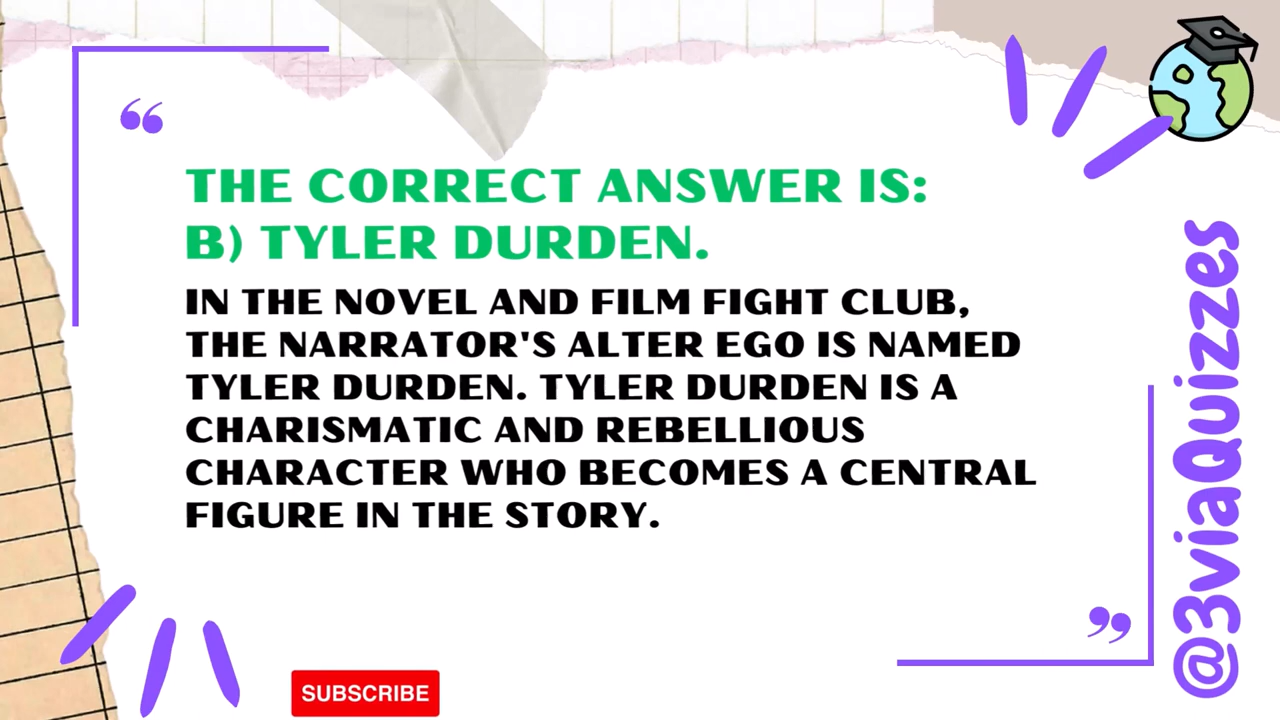 THE CORRECT ANSWER IS:
B) TYLER DURDEN.
IN THE NOVEL AND FILM FIGHT CLUB,
THE NARRATOR'S ALTER EGO IS NAMED
TYLER DURDEN. TYLER DURDEN IS A
CHARISMATIC AND REBELLIOUS
CHARACTER WHO BECOMES A CENTRAL
FIGURE IN THE STORY.
@3viaQuizzes
SUBSCRIBE